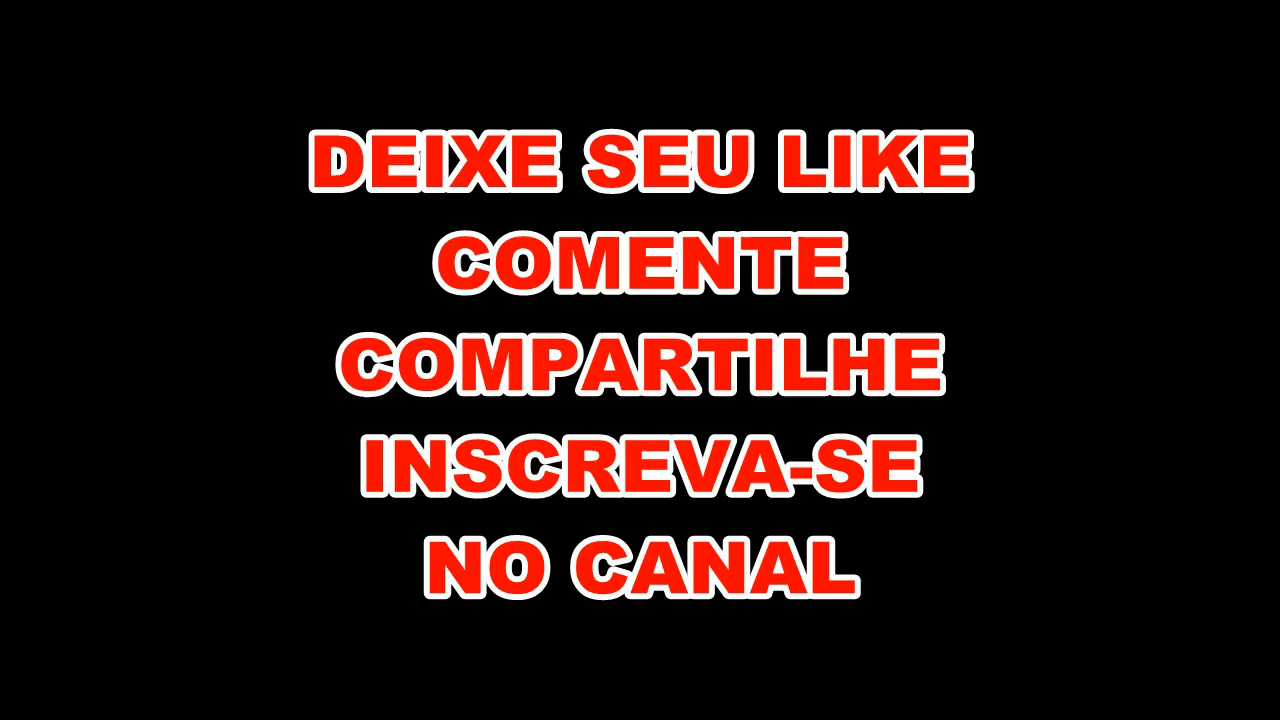 DEIXE SEU LIKE
COMENTE
COMPARTILHE
INSCREVA-SE
NO CANAL